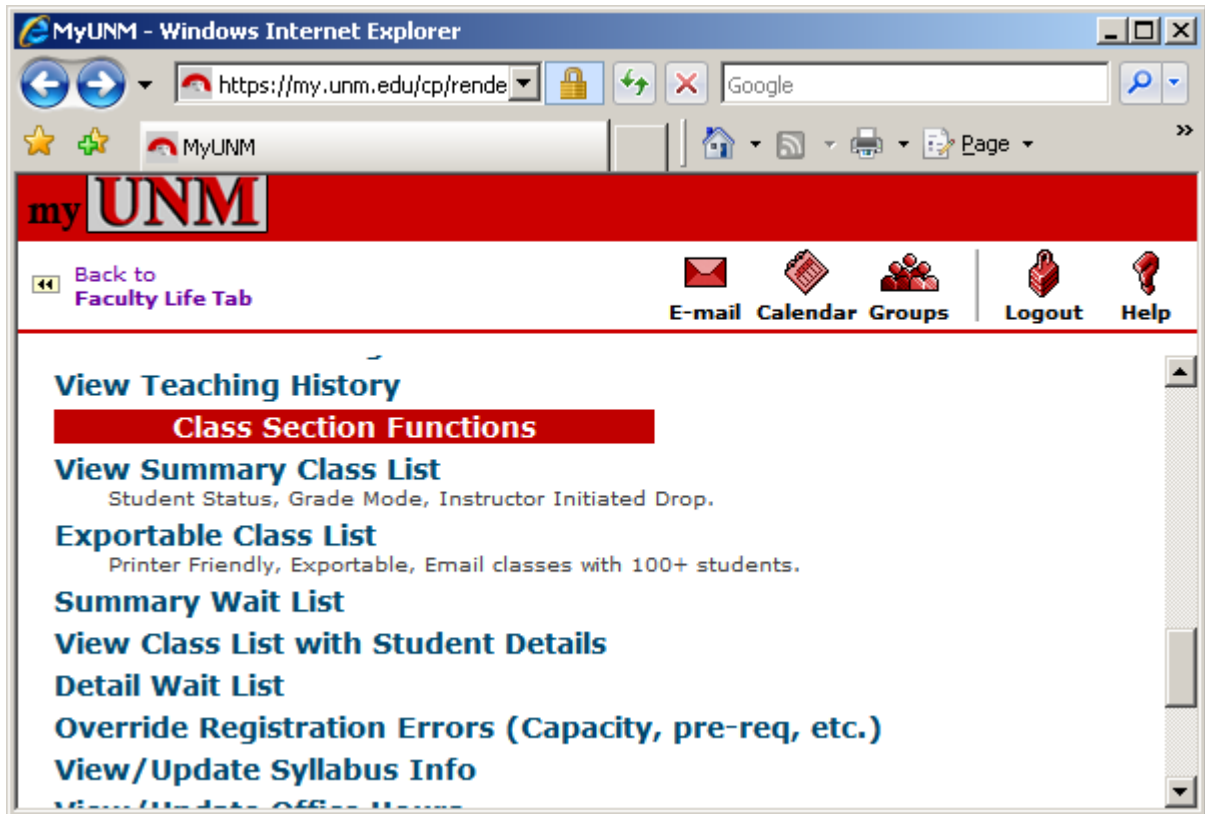 MyUNM - Windows Internet Explorer
https://my.unm.edu/cp/rende
Google
MyUNM
Page
my UNM
Back to
Faculty Life Tab
E-mail Calendar Groups Logout Help
View Teaching History
Class Section Functions
View Summary Class List
Student Status, Grade Mode, Instructor Initiated Drop.
Exportable Class List
Printer Friendly, Exportable, Email classes with 100+ students.
Summary Wait List
View Class List with Student Details
Detail Wait List
Override Registration Errors (Capacity, pre-req, etc.)
View/Update Syllabus Info
View/Update Office Hours